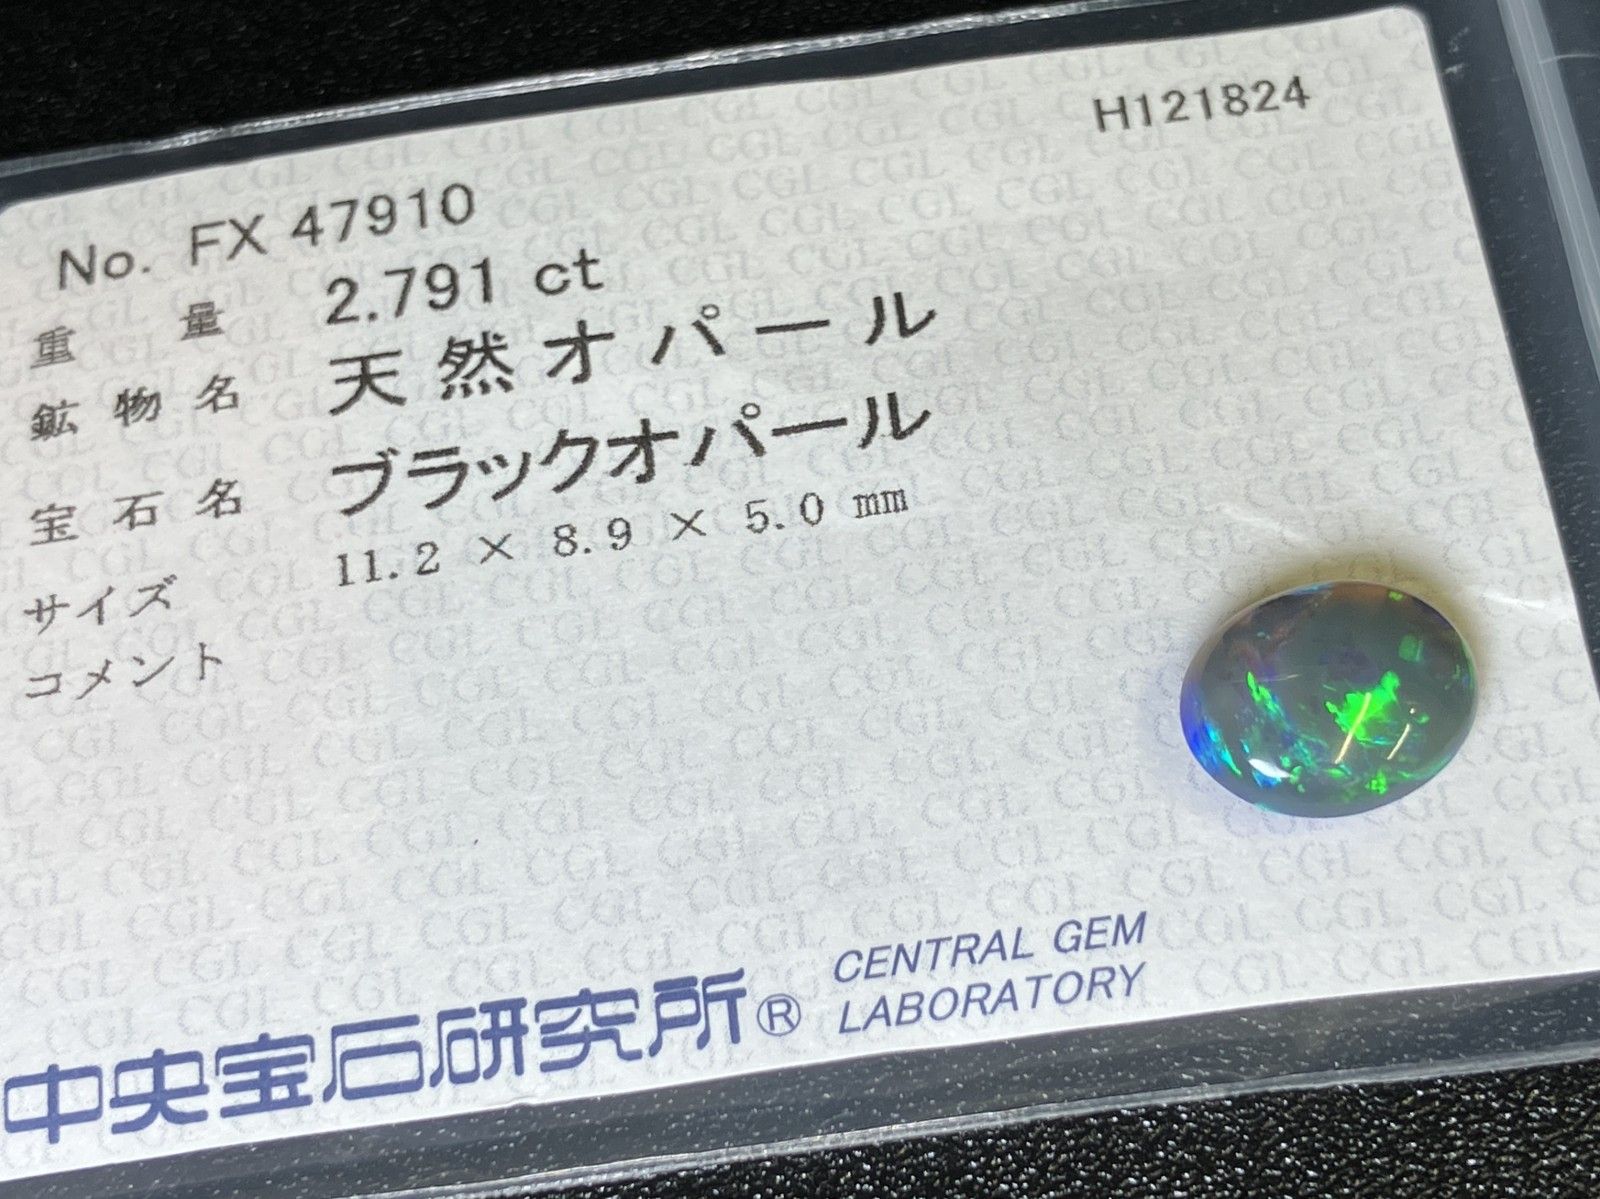 H121824
No. FX 47910
重量 2.791 ct
鉱物名 天然オパール
宝石名 ブラックオパール
サイズ 11.2 × 8.9 × 5.0 mm
コメント
中央宝石研究所® CENTRAL GEM
LABORATORY